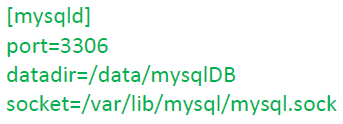 [mysqld]
port=3306
datadir=/data/mysqlDB
socket=/var/lib/mysql/mysql.sock